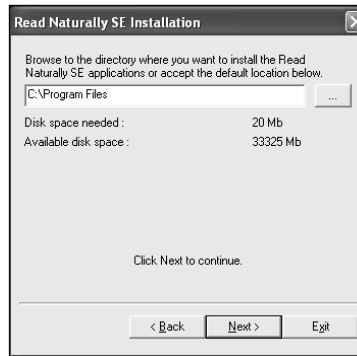 Read Naturally SE Installation
Browse to the directory where you want to install the Read
Naturally SE applications or accept the default location below.
C:\Program Files
...
Disk space needed : 20 Mb
Available disk space : 33325 Mb
Click Next to continue.
< Back Next > Exit